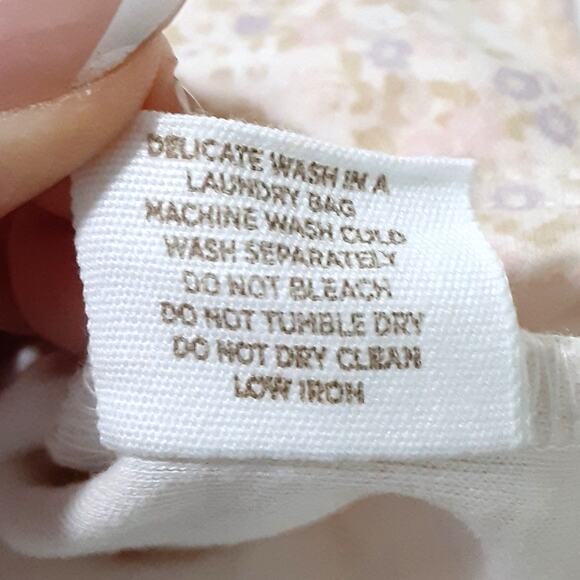 DELICATE WASH IN A
LAUNDRY BAG
MACHINE WASH COLD
WASH SEPARATELY
DO NOT BLEACH
DO NOT TUMBLE DRY
DO NOT DRY CLEAN
LOW IRON